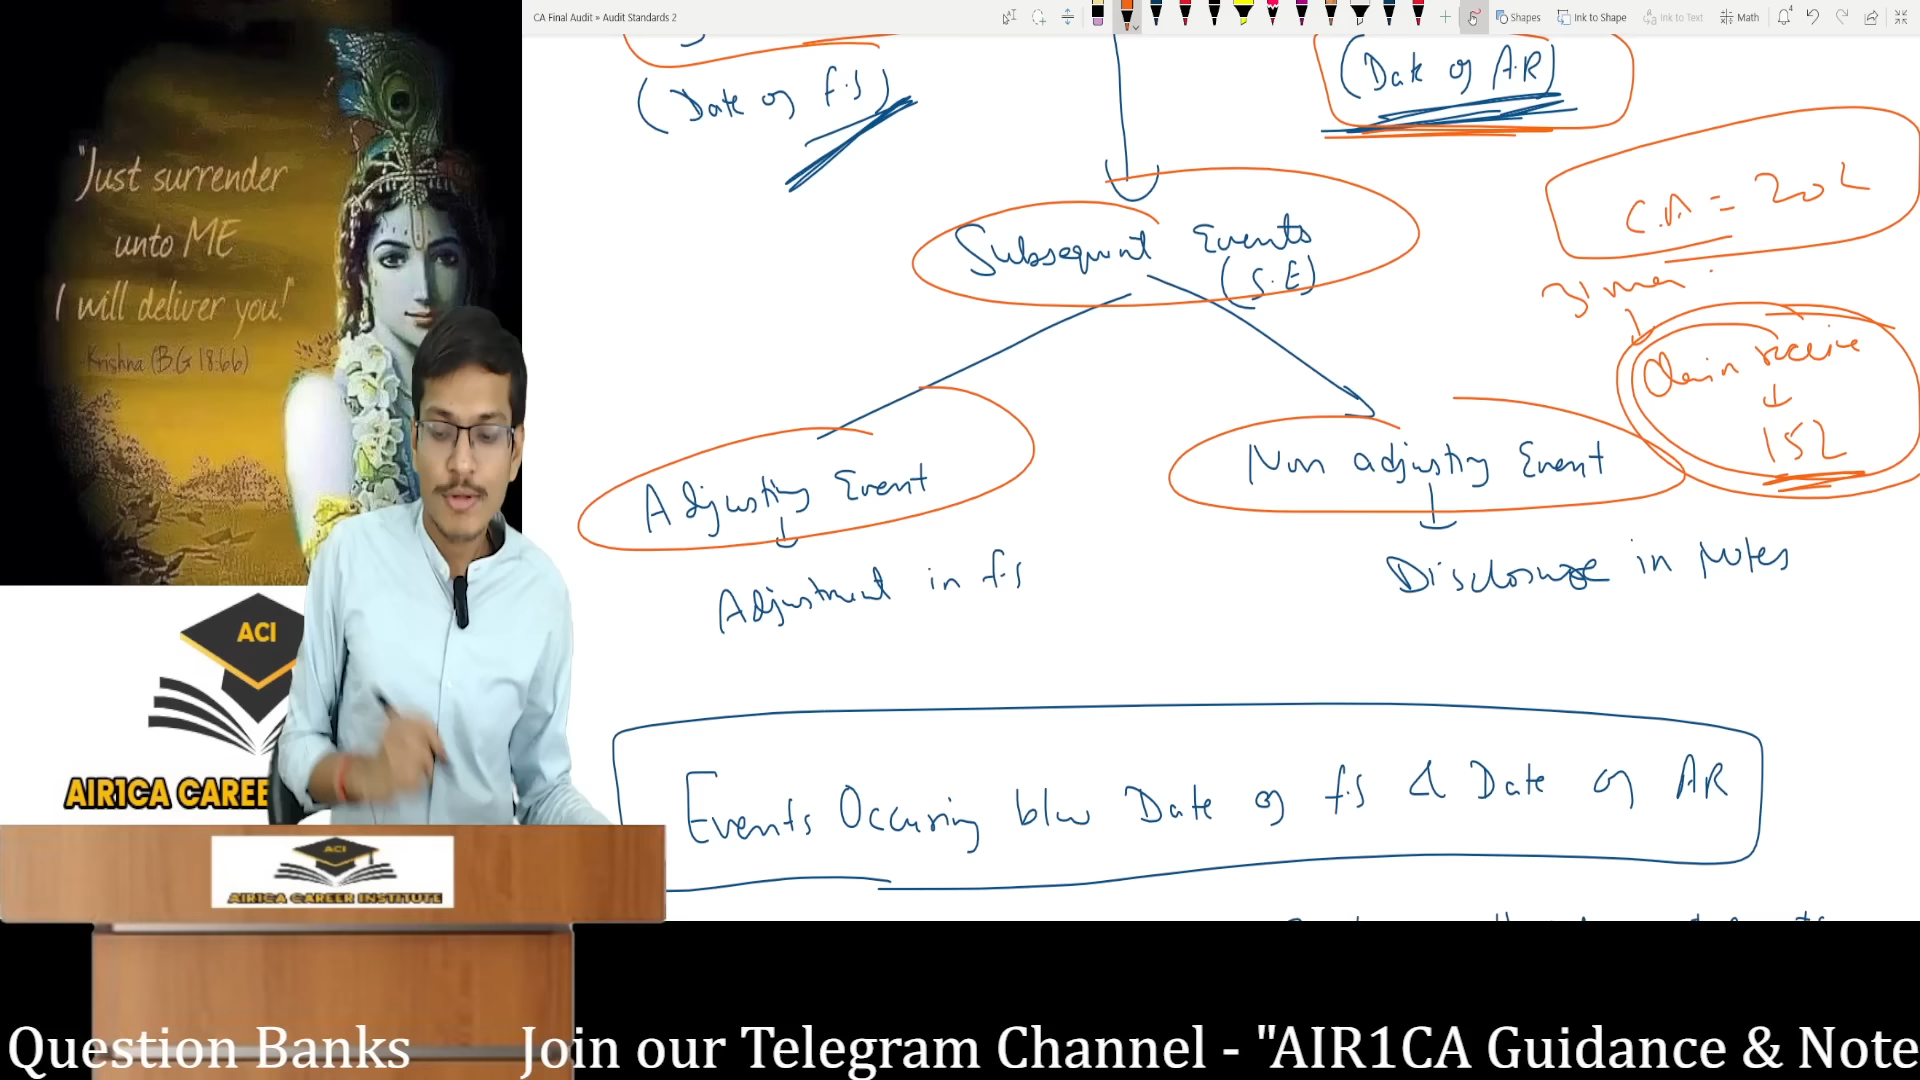 CA Final Audit » Audit Standards 2
Shapes
Ink to Shape
Ink to Text
Math
(Date of F.S)
(Date of A.R)
C.A = 20L
31 mar
Claim receive
15L
Subsequent Events
(S.E)
Adjusting Event
Non adjusting Event
Adjustment in F.S
Disclosure in Notes
Events Occuring b/w Date of F.S & Date of AR
"Just surrender
unto ME
I will deliver you!"
-Krishna (B.G 18:66)
ACI
AIR1CA CAREE
ACI
AIR1CA CAREER INSTITUTE
Question Banks Join our Telegram Channel - "AIR1CA Guidance & Note